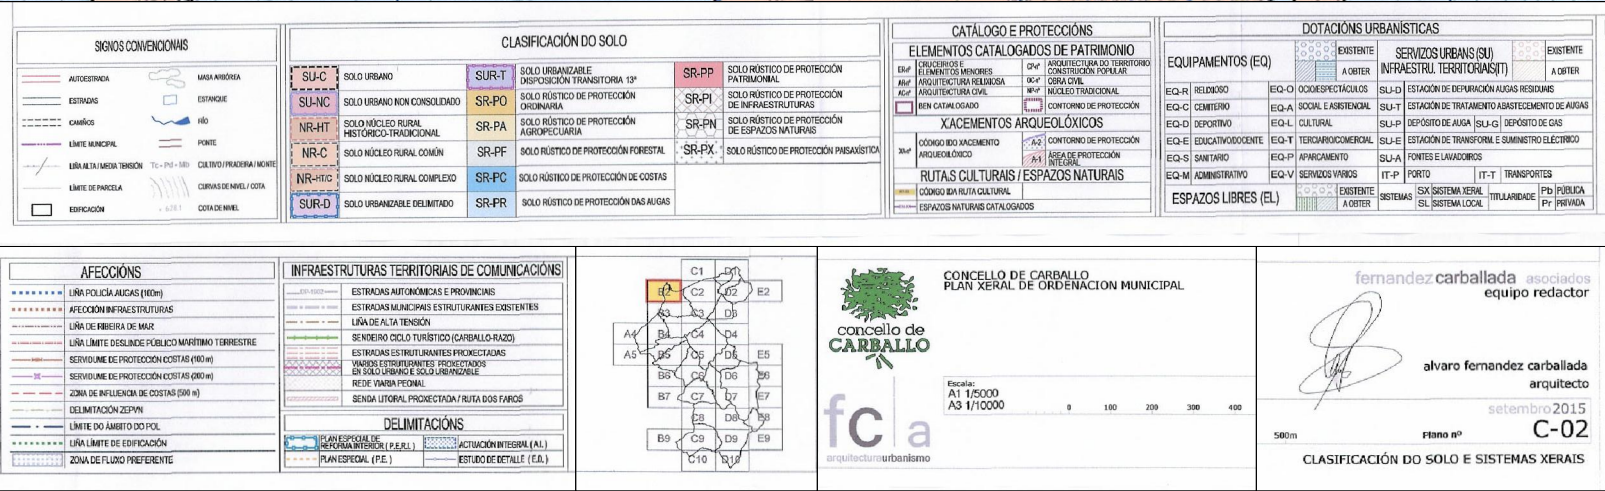 SIGNOS CONVENCIONAIS
AUTOESTRADA
MASA ARBÓREA
ESTRADAS
ESTANQUE
CAMIÑOS
RÍO
LÍMITE MUNICIPAL
PONTE
LIÑA ALTA / MEDIA TENSIÓN
Tc - Pd - Mb
CULTIVO / PRADEIRA / MONTE
LÍMITE DE PARCELA
CURVAS DE NIVEL / COTA
EDIFICACIÓN
COTA DE NIVEL
CLASIFICACIÓN DO SOLO
SU-C SOLO URBANO
SU-NC SOLO URBANO NON CONSOLIDADO
NR-HT SOLO NÚCLEO RURAL
HISTÓRICO-TRADICIONAL
NR-C SOLO NÚCLEO RURAL COMÚN
NR-HT/C SOLO NÚCLEO RURAL COMPLEXO
SUR-D SOLO URBANIZABLE DELIMITADO
SUR-T SOLO URBANIZABLE
DISPOSICIÓN TRANSITORIA 13ª
SR-PO SOLO RÚSTICO DE PROTECCIÓN
ORDINARIA
SR-PA SOLO RÚSTICO DE PROTECCIÓN
AGROPECUARIA
SR-PF SOLO RÚSTICO DE PROTECCIÓN FORESTAL
SR-PC SOLO RÚSTICO DE PROTECCIÓN DE COSTAS
SR-PR SOLO RÚSTICO DE PROTECCIÓN DAS AUGAS
SR-PP SOLO RÚSTICO DE PROTECCIÓN
PATRIMONIAL
SR-PI SOLO RÚSTICO DE PROTECCIÓN
DE INFRAESTRUTURAS
SR-PN SOLO RÚSTICO DE PROTECCIÓN
DE ESPAZOS NATURAIS
SR-PX SOLO RÚSTICO DE PROTECCIÓN PAISAXÍSTICA
CATÁLOGO E PROTECCIÓNS
ELEMENTOS CATALOGADOS DE PATRIMONIO
CRUCEIROS E
ELEMENTOS MENORES
ARQUITECTURA DO TERRITORIO
CONSTRUCIÓN POPULAR
ARQUITECTURA RELIXIOSA
OBRA CIVIL
ARQUITECTURA CIVIL
NÚCLEO TRADICIONAL
BEN CATALOGADO
CONTORNO DE PROTECCIÓN
XACEMENTOS ARQUEOLÓXICOS
CÓDIGO IDA XACEMENTO
ARQUEOLÓXICO
A-2 CONTORNO DE PROTECCIÓN
A-1 ÁREA DE PROTECCIÓN
INTEGRAL
RUTAS CULTURAIS / ESPAZOS NATURAIS
CÓDIGO IDA RUTA CULTURAL
ESPAZOS NATURAIS CATALOGADOS
DOTACIÓNS URBANÍSTICAS
EQUIPAMENTOS (EQ)
EXISTENTE
A OBTER
SERVIZOS URBANS (SU)
INFRAESTRU. TERRITORIAIS(IT)
EXISTENTE
A OBTER
EQ-R RELIXIOSO EQ-O OCIOESPECTÁCULOS SU-D ESTACIÓN DE DEPURACIÓN AUGAS RESIDUAIS
EQ-C CEMITERIO EQ-A SOCIAL E ASISTENCIAL SU-T ESTACIÓN DE TRATAMENTO ABASTECEMENTO DE AUGAS
EQ-D DEPORTIVO EQ-L CULTURAL SU-P DEPÓSITO DE AUGA SU-G DEPÓSITO DE GAS
EQ-E EDUCATIVO/DOCENTE EQ-T TERCIARIO/COMERCIAL SU-E ESTACIÓN DE TRANSFORM. E SUMINISTRO ELÉCTRICO
EQ-S SANITARIO EQ-P APARCAMENTO SU-A FONTES E LAVADOIROS
EQ-M ADMINISTRATIVO EQ-V SERVIZOS VARIOS IT-P PORTO IT-T TRANSPORTES
ESPAZOS LIBRES (EL)
EXISTENTE
A OBTER
SISTEMAS
SX SISTEMA XERAL
SL SISTEMA LOCAL
TITULARIDADE
Pb PÚBLICA
Pr PRIVADA
AFECCIÓNS
LIÑA POLICÍA AUGAS (100m)
AFECCIÓN INFRAESTRUTURAS
LIÑA DE RIBEIRA DE MAR
LIÑA LÍMITE DESLINDE PÚBLICO MARÍTIMO TERRESTRE
SERVIDUME DE PROTECCIÓN COSTAS (100 m)
SERVIDUME DE PROTECCIÓN COSTAS (200 m)
ZONA DE INFLUENCIA DE COSTAS (500 m)
DELIMITACIÓN ZEPVN
LÍMITE DO ÁMBITO DO POL
LIÑA LÍMITE DE EDIFICACIÓN
ZONA DE FLUXO PREFERENTE
INFRAESTRUTURAS TERRITORIAIS DE COMUNICACIÓNS
ESTRADAS AUTONÓMICAS E PROVINCIAIS
ESTRADAS MUNICIPAIS ESTRUTURANTES EXISTENTES
LIÑA DE ALTA TENSIÓN
SENDEIRO CICLO TURÍSTICO (CARBALLO-RAZO)
ESTRADAS ESTRUTURANTES PROXECTADAS
VIARIOS ESTRUTURANTES PROXECTADOS
EN SOLO URBANO E SOLO URBANIZABLE
REDE VIARIA PEONAL
SENDA LITORAL PROXECTADA / RUTA DOS FAROS
DELIMITACIÓNS
PLAN ESPECIAL DE
REFORMA INTERIOR ( P.E.R.I. )
ACTUACIÓN INTEGRAL ( A.I. )
PLAN ESPECIAL ( P.E. )
ESTUDO DE DETALLE ( E.D. )
C1 D1
B2 C2 D2 E2
B3 C3 D3
A4 B4 C4 D4
A5 B5 C5 D5 E5
B6 C6 D6 E6
B7 C7 D7 E7
C8 D8 E8
B9 C9 D9 E9
C10 D10
concello de
CARBALLO
fc a
arquitecturaurbanismo
CONCELLO DE CARBALLO
PLAN XERAL DE ORDENACION MUNICIPAL
Escala:
A1 1/5000
A3 1/10000
0 100 200 300 400
500m
fernandezcarballada asociados
equipo redactor
alvaro fernandez carballada
arquitecto
setembro2015
Plano nº C-02
CLASIFICACIÓN DO SOLO E SISTEMAS XERAIS